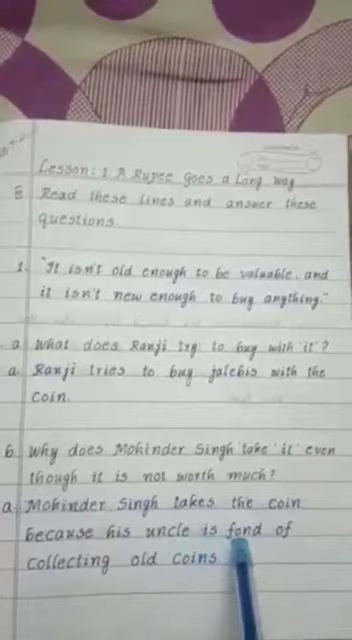 Lesson: 1 A Rupee Goes a Long Way
E Read these lines and answer these
questions
1. "It isn't old enough to be valuable, and
it isn't new enough to buy anything."
a. What does Ranji try to buy with 'it'?
a. Ranji tries to buy jalebis with the
coin.
b. Why does Mohinder Singh take 'it' even
though it is not worth much?
a. Mohinder Singh takes the coin
because his uncle is fond of
collecting old coins